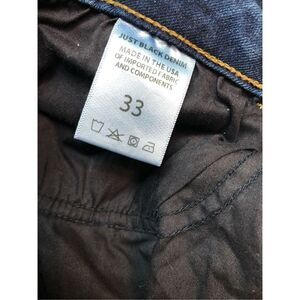 JUST BLACK DENIM
MADE IN THE USA
OF IMPORTED FABRIC
AND COMPONENTS
33